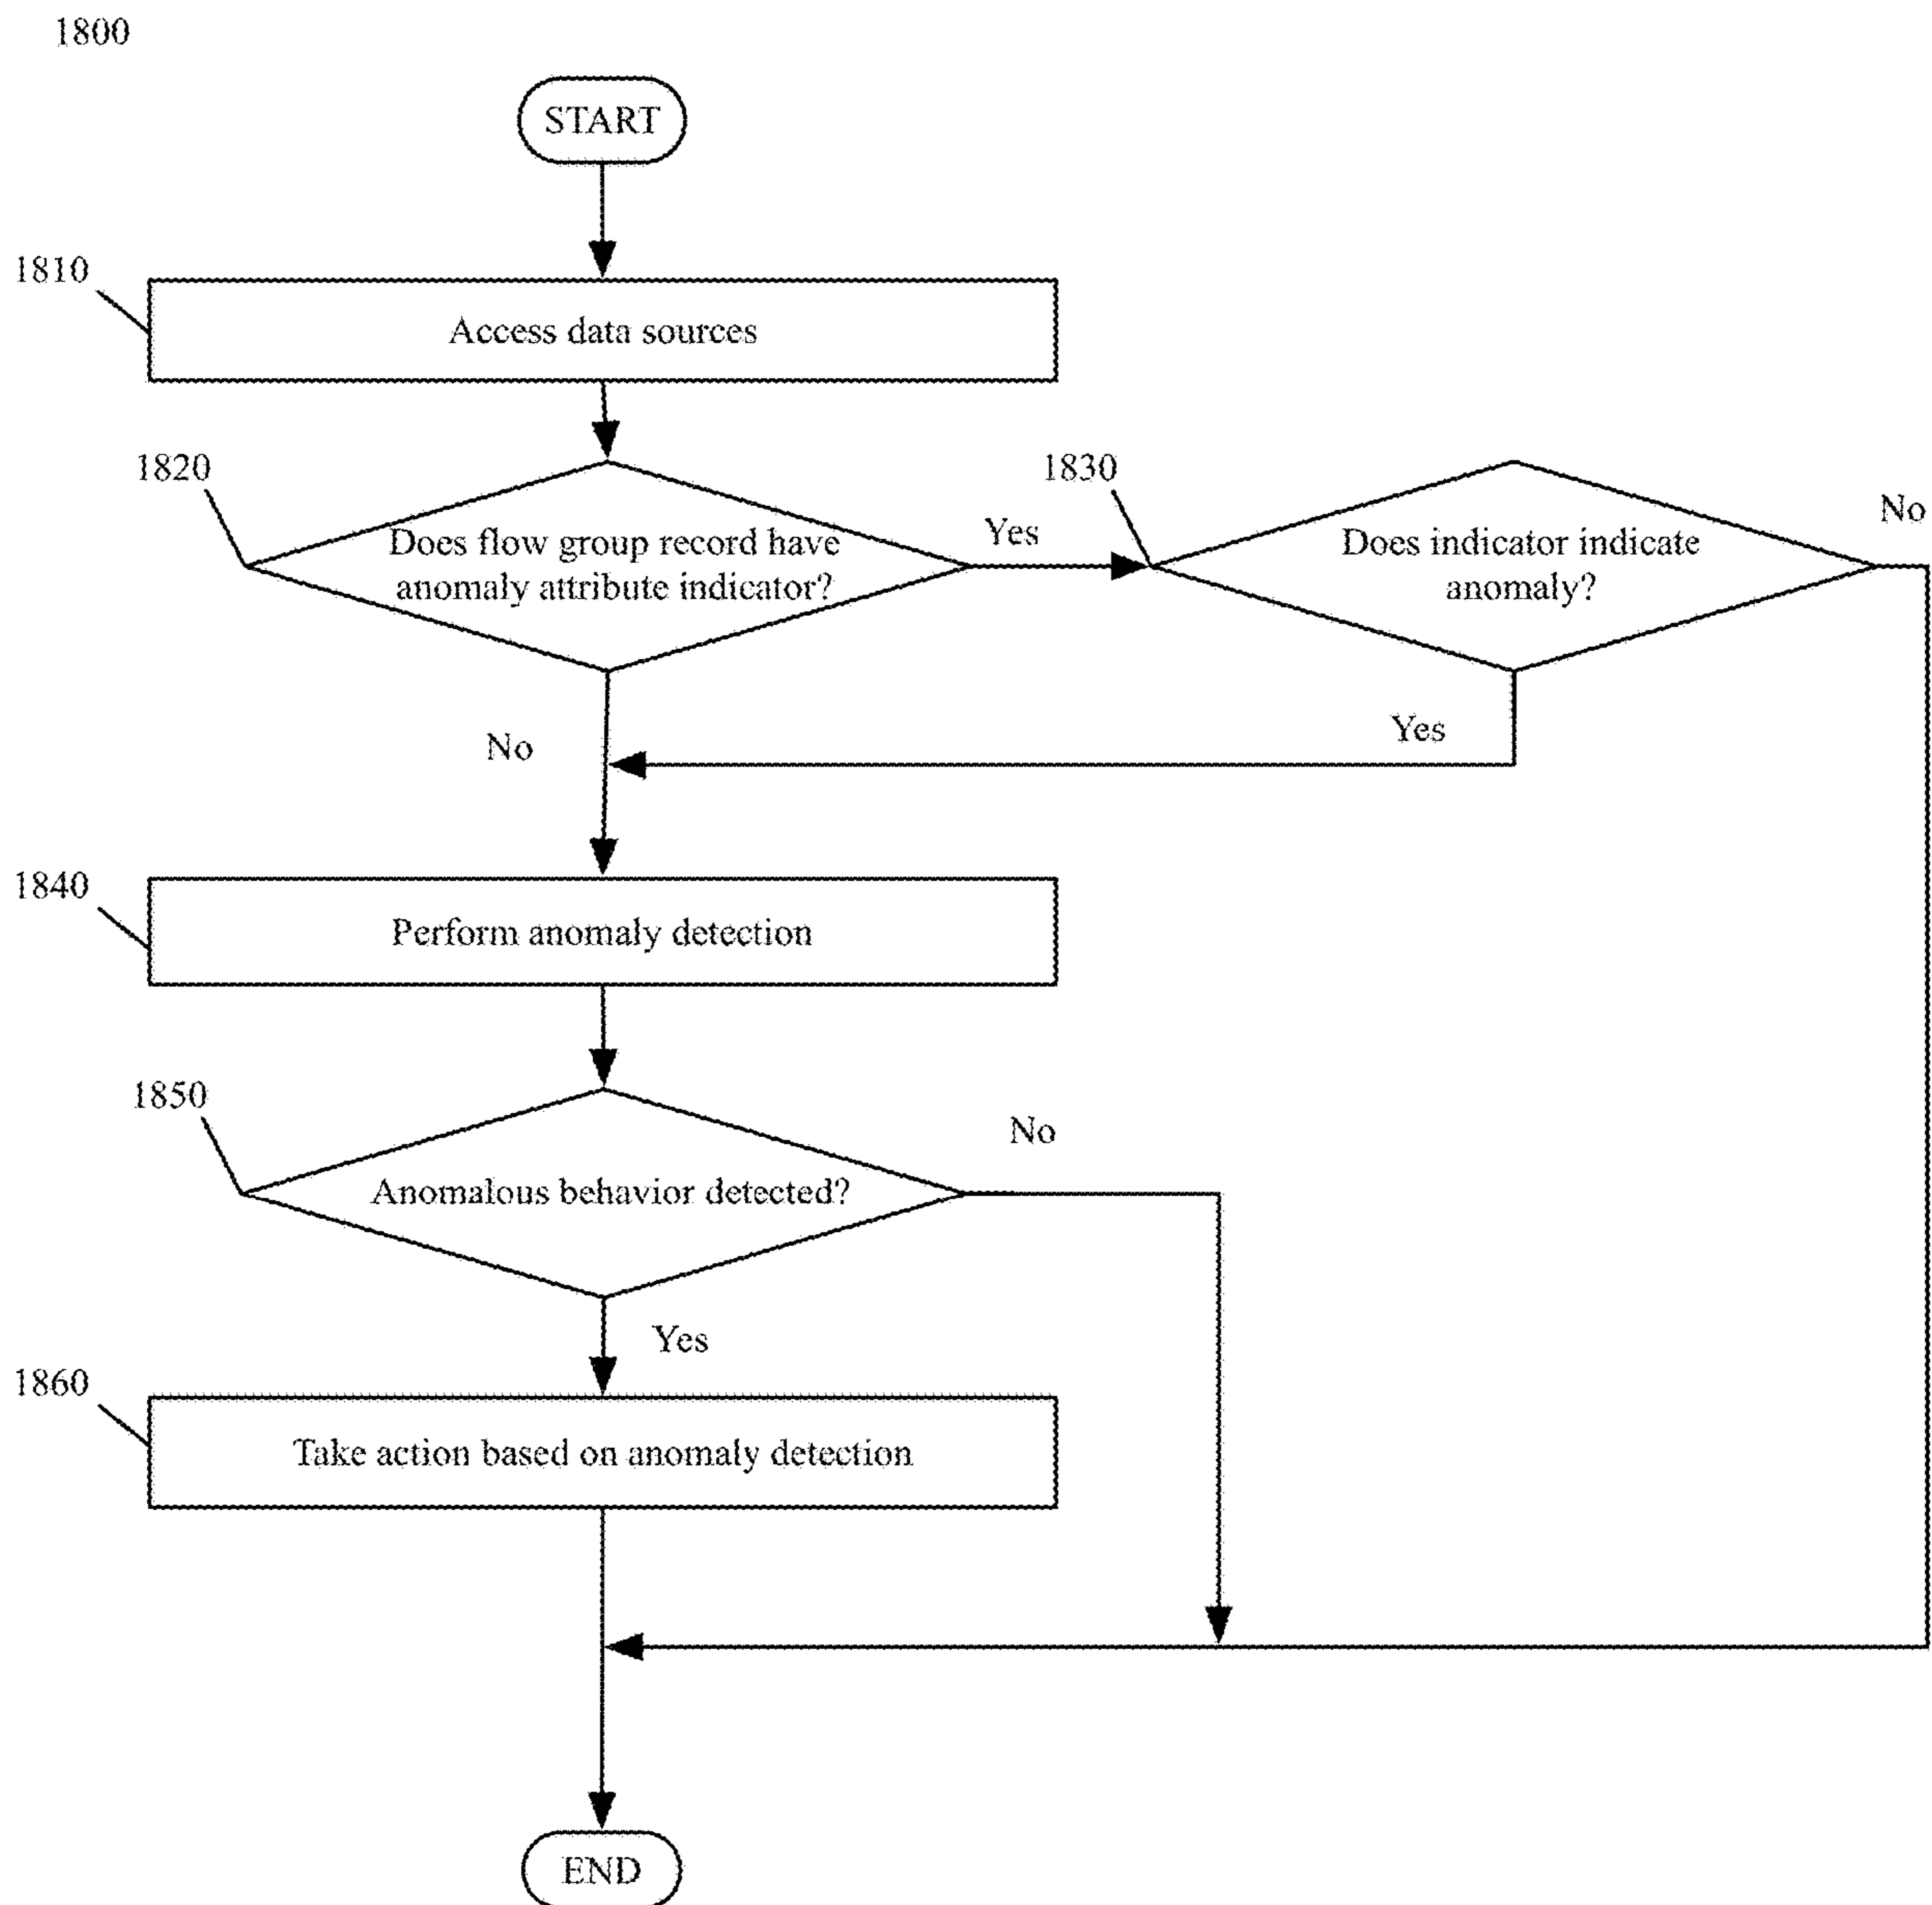 1800
START
1810
Access data sources
1820
Does flow group record have
anomaly attribute indicator?
Yes
1830
Does indicator indicate
anomaly?
No
No
Yes
1840
Perform anomaly detection
1850
Anomalous behavior detected?
No
Yes
1860
Take action based on anomaly detection
END